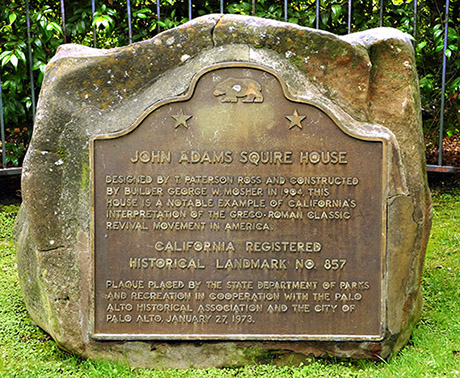 JOHN ADAMS SQUIRE HOUSE
DESIGNED BY T. PATERSON ROSS AND CONSTRUCTED
BY BUILDER GEORGE W. MOSHER IN 1904, THIS
HOUSE IS A NOTABLE EXAMPLE OF CALIFORNIA'S
INTERPRETATION OF THE GRECO-ROMAN CLASSIC
REVIVAL MOVEMENT IN AMERICA.
CALIFORNIA REGISTERED
HISTORICAL LANDMARK NO. 857
PLAQUE PLACED BY THE STATE DEPARTMENT OF PARKS
AND RECREATION IN COOPERATION WITH THE PALO
ALTO HISTORICAL ASSOCIATION AND THE CITY OF
PALO ALTO, JANUARY 27, 1973.